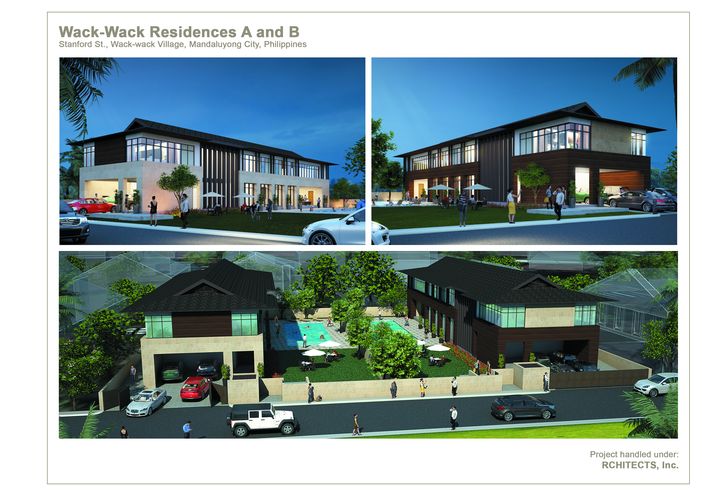 Wack-Wack Residences A and B
Stanford St., Wack-wack Village, Mandaluyong City, Philippines
Project handled under:
RCHITECTS, Inc.